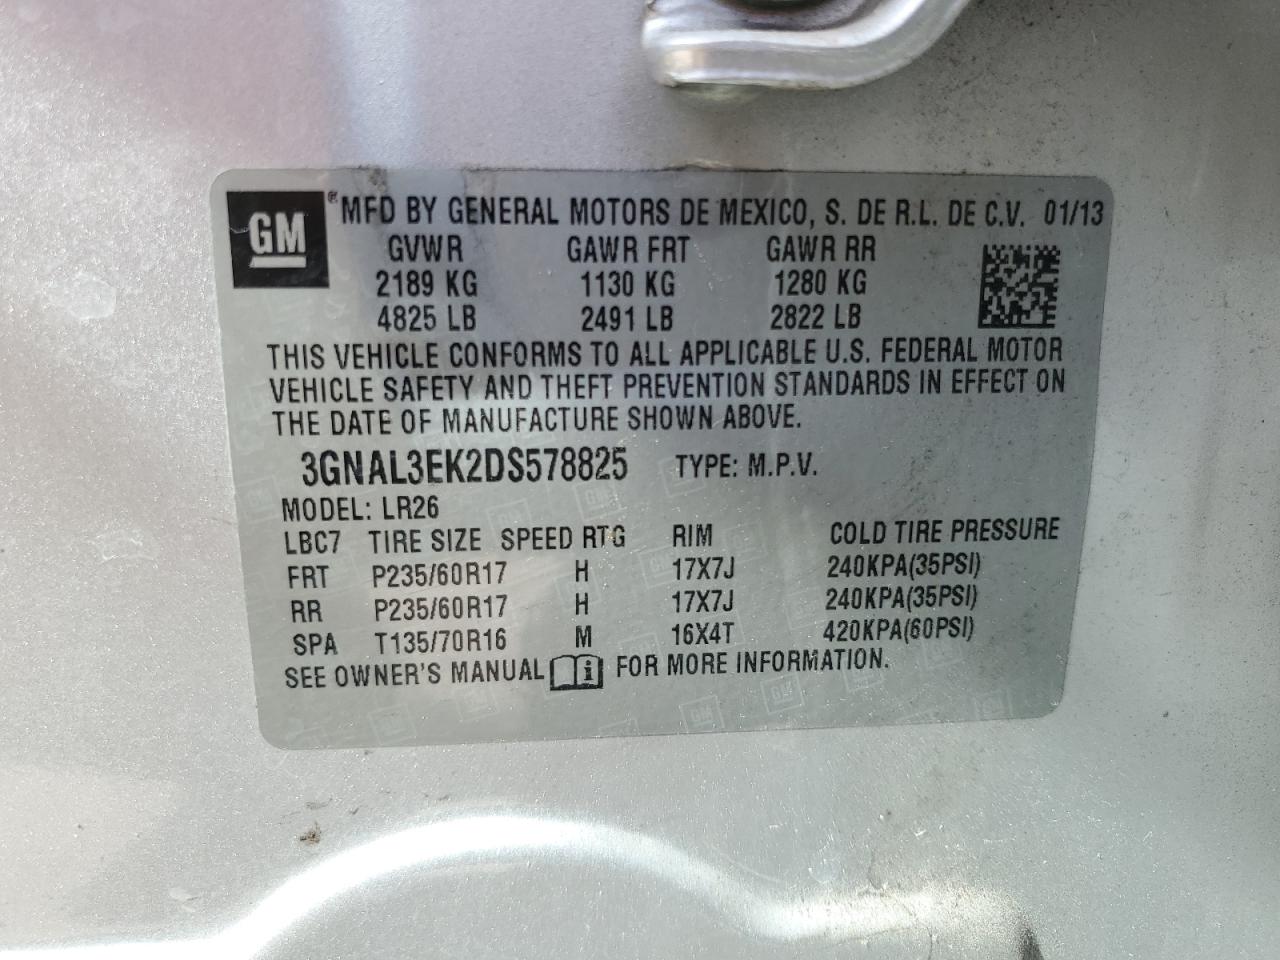 GM ® MFD BY GENERAL MOTORS DE MEXICO, S. DE R.L. DE C.V. 01/13
GVWR GAWR FRT GAWR RR
2189 KG 1130 KG 1280 KG
4825 LB 2491 LB 2822 LB
THIS VEHICLE CONFORMS TO ALL APPLICABLE U.S. FEDERAL MOTOR
VEHICLE SAFETY AND THEFT PREVENTION STANDARDS IN EFFECT ON
THE DATE OF MANUFACTURE SHOWN ABOVE.
3GNAL3EK2DS578825 TYPE: M.P.V.
MODEL: LR26
LBC7 TIRE SIZE SPEED RTG RIM COLD TIRE PRESSURE
FRT P235/60R17 H 17X7J 240KPA(35PSI)
RR P235/60R17 H 17X7J 240KPA(35PSI)
SPA T135/70R16 M 16X4T 420KPA(60PSI)
SEE OWNER'S MANUAL i FOR MORE INFORMATION.